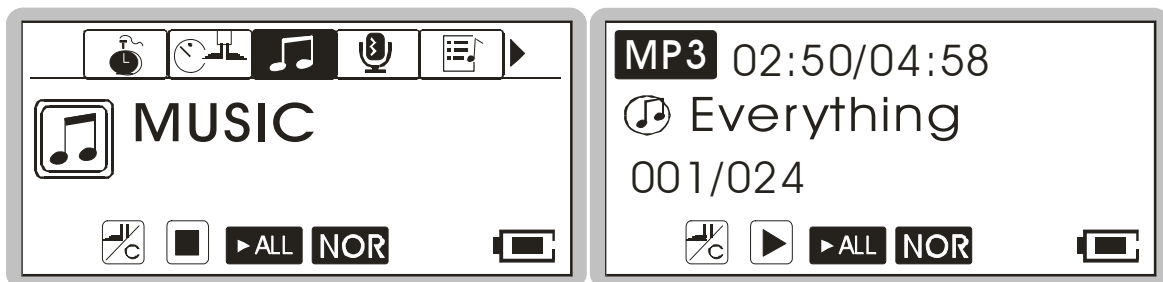 MUSIC
C ►ALL NOR
MP3 02:50/04:58
Everything
001/024
C ►ALL NOR